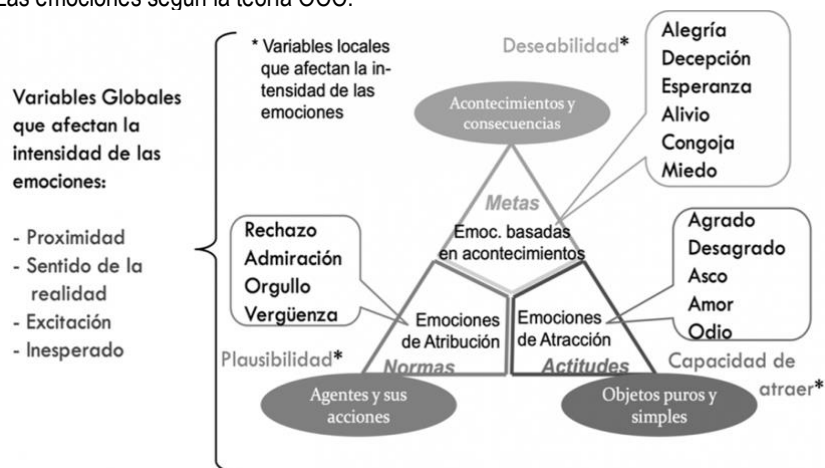 Las emociones según la teoría OCC:
Variables Globales
que afectan la
intensidad de las
emociones:
- Proximidad
- Sentido de la
realidad
- Excitación
- Inesperado
* Variables locales
que afectan la in-
tensidad de las
emociones
Deseabilidad*
Acontecimientos y
consecuencias
Alegría
Decepción
Esperanza
Alivio
Congoja
Miedo
Metas
Emoc. basadas
en acontecimientos
Rechazo
Admiración
Orgullo
Vergüenza
Agrado
Desagrado
Asco
Amor
Odio
Emociones
de Atribución
Normas
Emociones
de Atracción
Actitudes
Plausibilidad*
Agentes y sus
acciones
Capacidad de
atraer*
Objetos puros y
simples